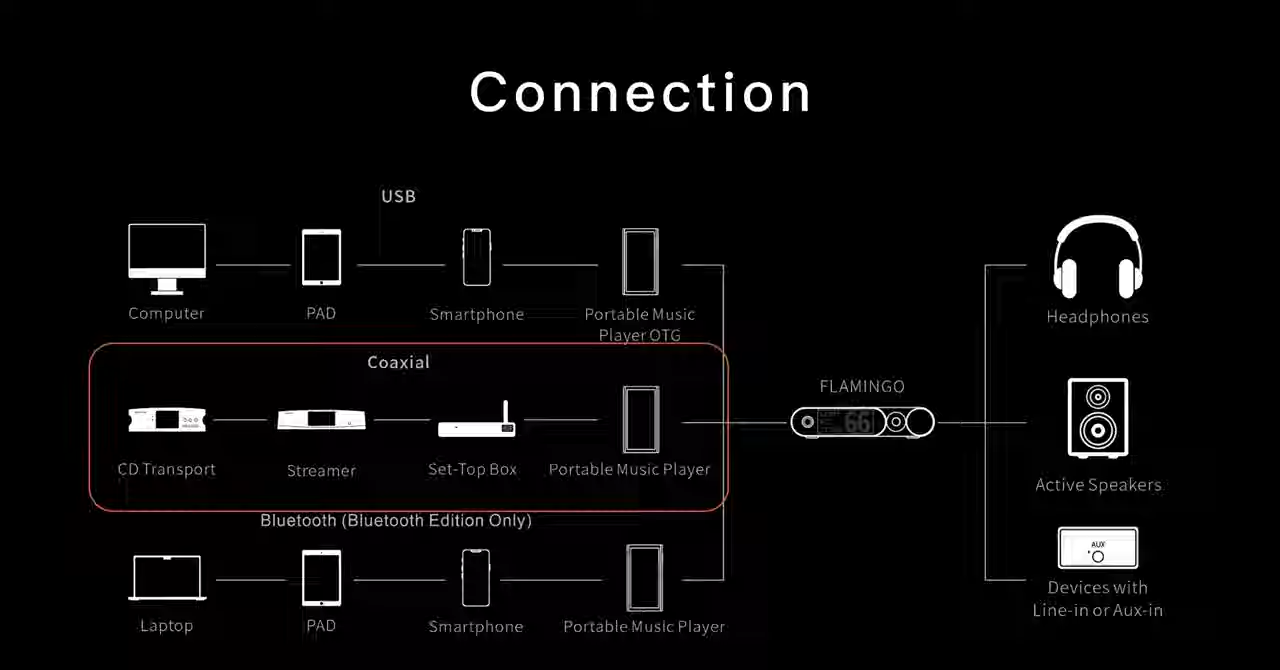 Connection
USB
Computer
PAD
Smartphone
Portable Music
Player OTG
Headphones
Coaxial
CD Transport
Streamer
Set-Top Box
Portable Music Player
FLAMINGO
66
Active Speakers
Bluetooth (Bluetooth Edition Only)
Laptop
PAD
Smartphone
Portable Music Player
AUX
Devices with
Line-in or Aux-in